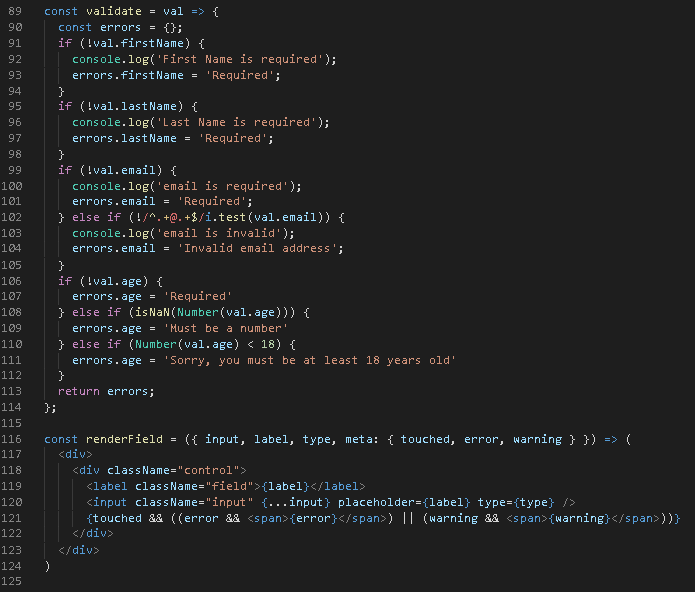 89 const validate = val => {
90   const errors = {};
91   if (!val.firstName) {
92     console.log('First Name is required');
93     errors.firstName = 'Required';
94   }
95   if (!val.lastName) {
96     console.log('Last Name is required');
97     errors.lastName = 'Required';
98   }
99   if (!val.email) {
100     console.log('email is required');
101     errors.email = 'Required';
102   } else if (!/^.+@.+$/i.test(val.email)) {
103     console.log('email is invalid');
104     errors.email = 'Invalid email address';
105   }
106   if (!val.age) {
107     errors.age = 'Required'
108   } else if (isNaN(Number(val.age))) {
109     errors.age = 'Must be a number'
110   } else if (Number(val.age) < 18) {
111     errors.age = 'Sorry, you must be at least 18 years old'
112   }
113   return errors;
114 };
115
116 const renderField = ({ input, label, type, meta: { touched, error, warning } }) => (
117   <div>
118     <div className="control">
119       <label className="field">{label}</label>
120       <input className="input" {...input} placeholder={label} type={type} />
121       {touched && ((error && <span>{error}</span>) || (warning && <span>{warning}</span>))}
122     </div>
123   </div>
124 )
125